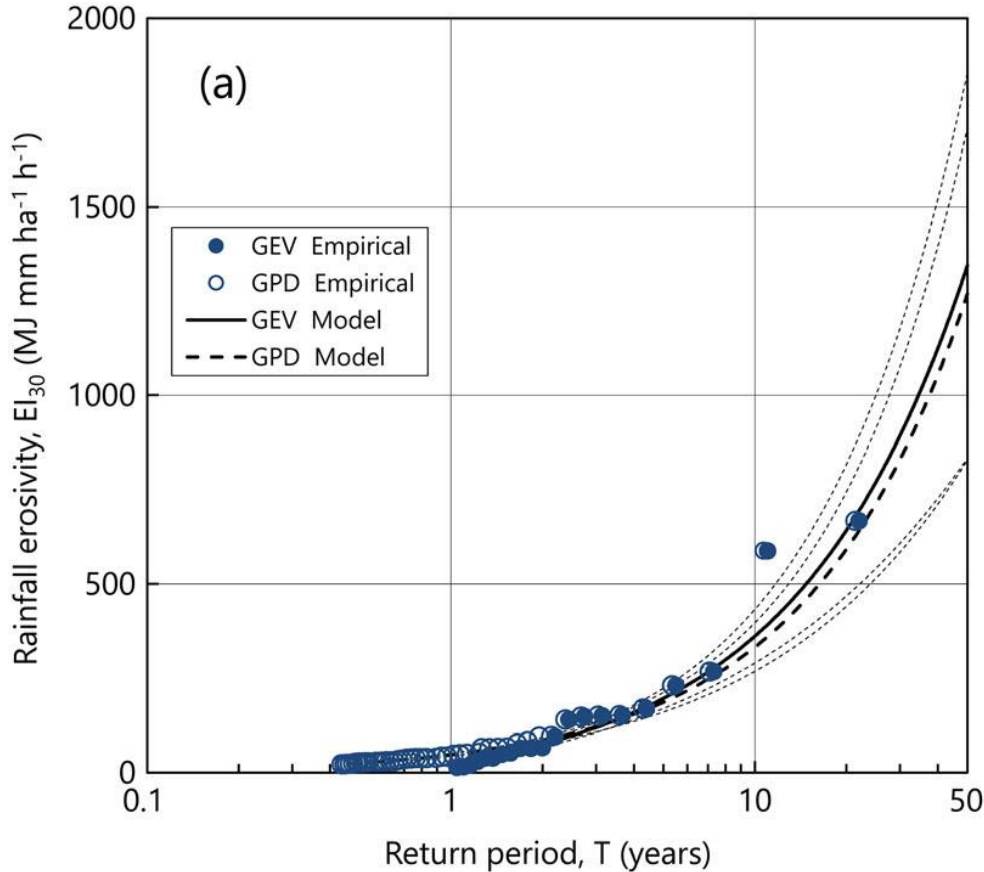 (a)
2000
1500
1000
500
0
Rainfall erosivity, EI₃₀ (MJ mm ha⁻¹ h⁻¹)
GEV Empirical
GPD Empirical
GEV Model
GPD Model
0.1 1 10 50
Return period, T (years)